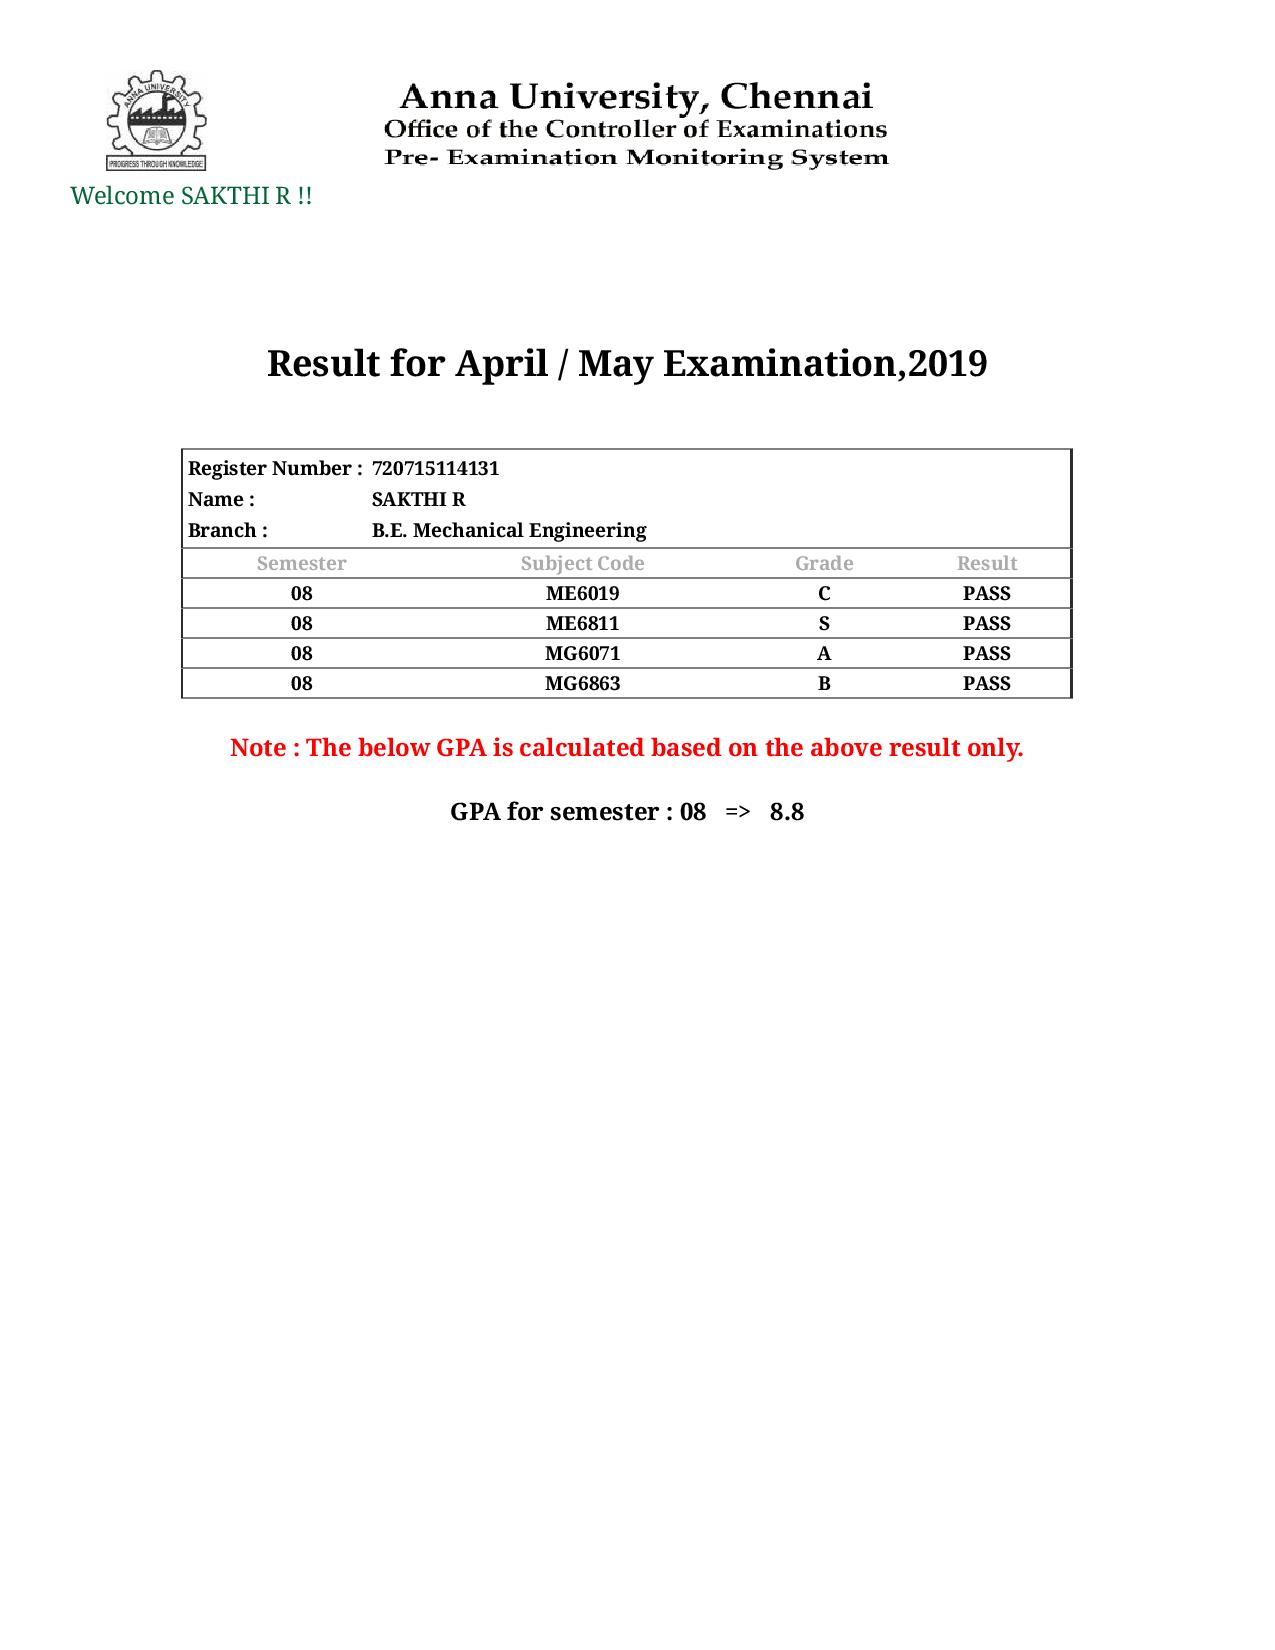 ANNA UNIVERSITY
PROGRESS THROUGH KNOWLEDGE
Anna University, Chennai
Office of the Controller of Examinations
Pre- Examination Monitoring System
Welcome SAKTHI R !!
Result for April / May Examination,2019
Register Number : 720715114131
Name : SAKTHI R
Branch : B.E. Mechanical Engineering
Semester Subject Code Grade Result
08 ME6019 C PASS
08 ME6811 S PASS
08 MG6071 A PASS
08 MG6863 B PASS
Note : The below GPA is calculated based on the above result only.
GPA for semester : 08 => 8.8